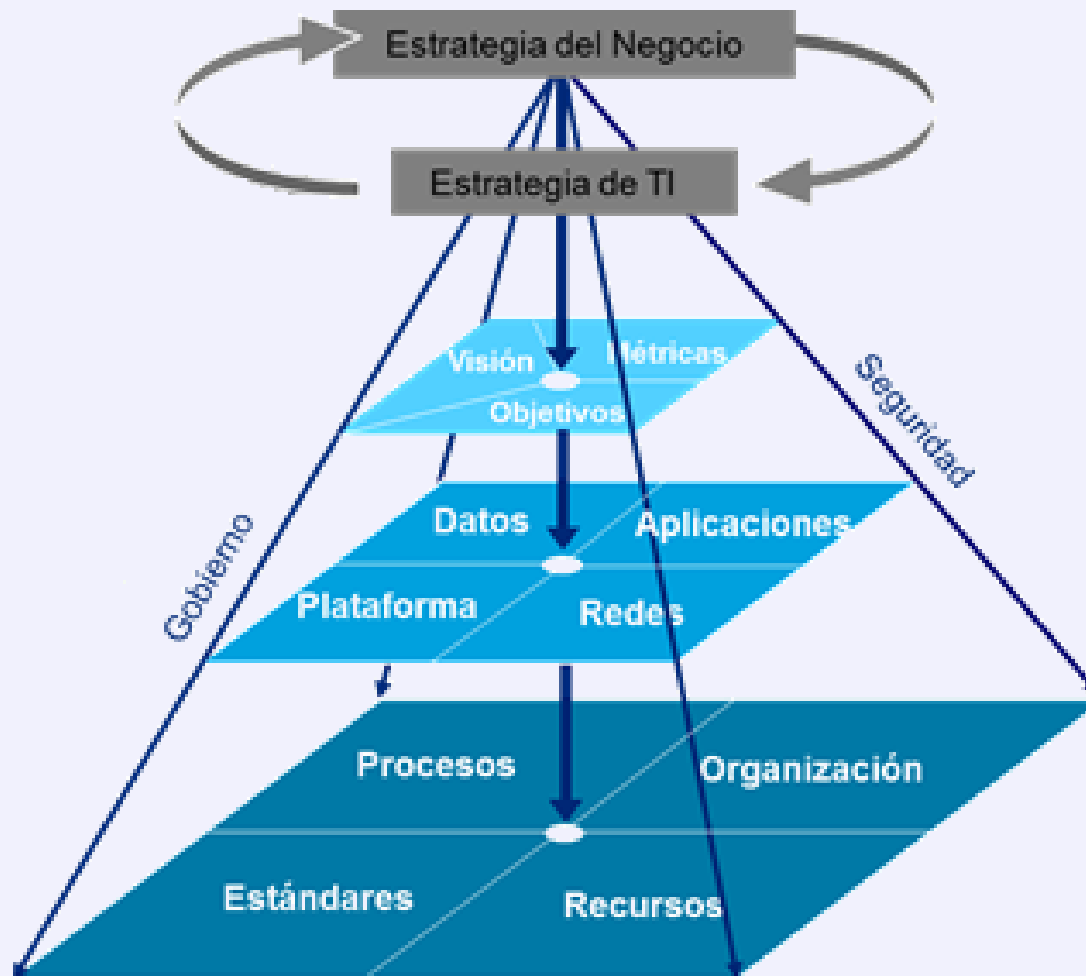 Estrategia del Negocio
Estrategia de TI
Visión
Métricas
Objetivos
Seguridad
Datos
Aplicaciones
Gobierno
Plataforma
Redes
Procesos
Organización
Estándares
Recursos